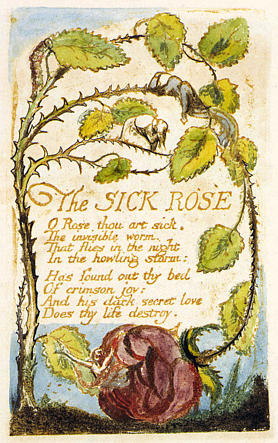 The SICK ROSE
O Rose thou art sick.
The invisible worm.
That flies in the night
In the howling storm:
Has found out thy bed
Of crimson joy:
And his dark secret love
Does thy life destroy.